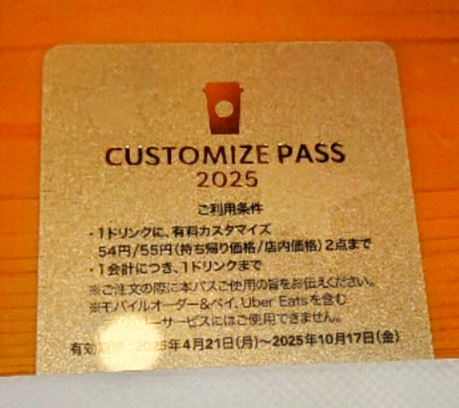 CUSTOMIZE PASS
2025
ご利用条件
・1ドリンクに、有料カスタマイズ
54円/55円(持ち帰り価格/店内価格)2点まで
・1会計につき、1ドリンクまで
※ご注文の際に本パスご使用の旨をお伝えください。
※モバイルオーダー&ペイ、Uber Eatsを含む
リーサービスにはご使用できません。
有効期間 2025年4月21日(月)~2025年10月17日(金)